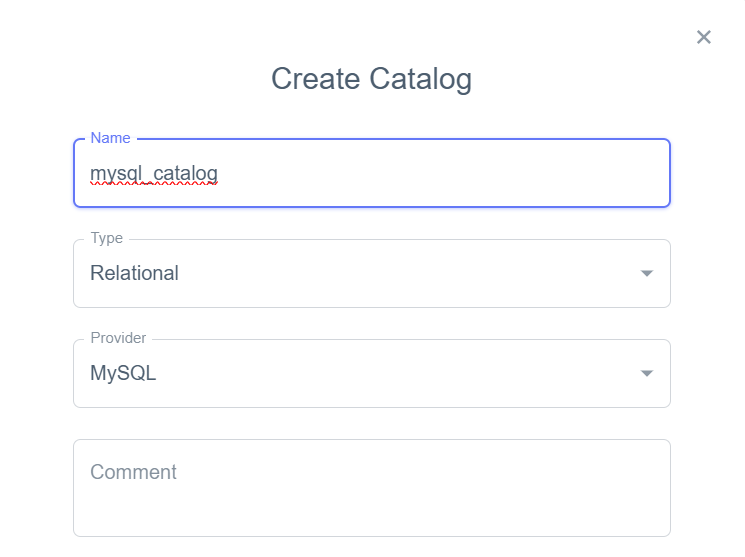 Create Catalog
Name
mysql_catalog
Type
Relational
Provider
MySQL
Comment